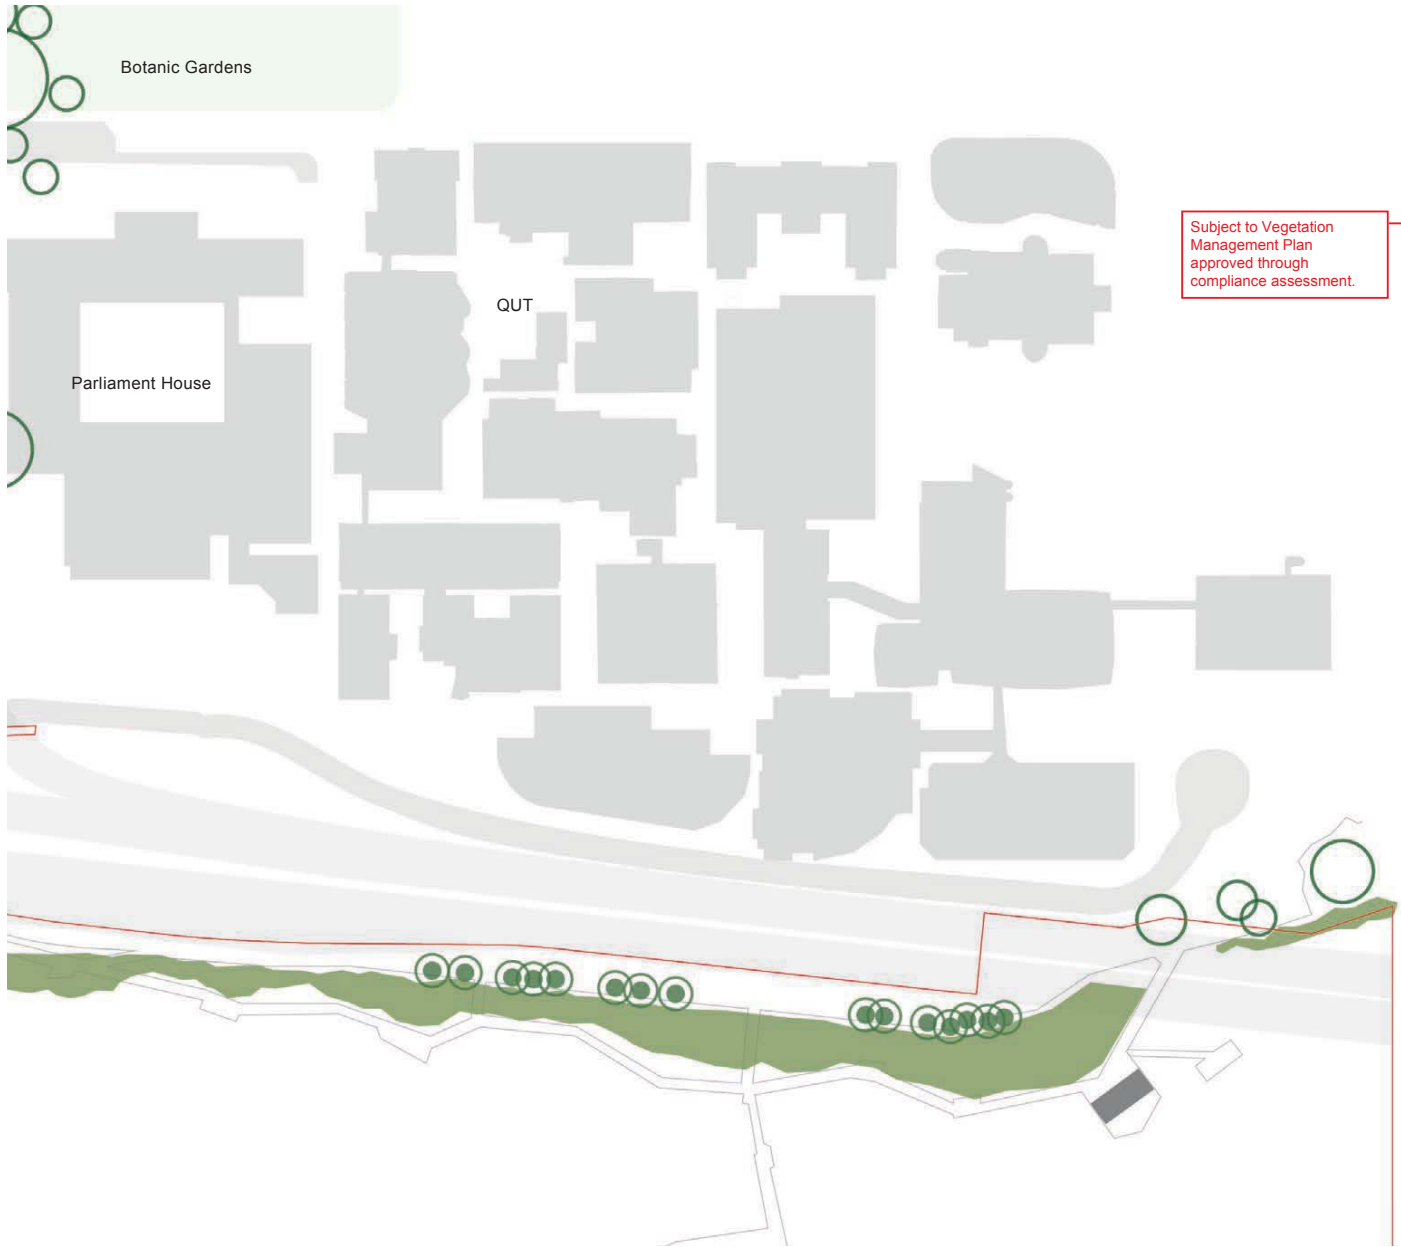 Botanic Gardens
Subject to Vegetation
Management Plan
approved through
compliance assessment.
QUT
Parliament House